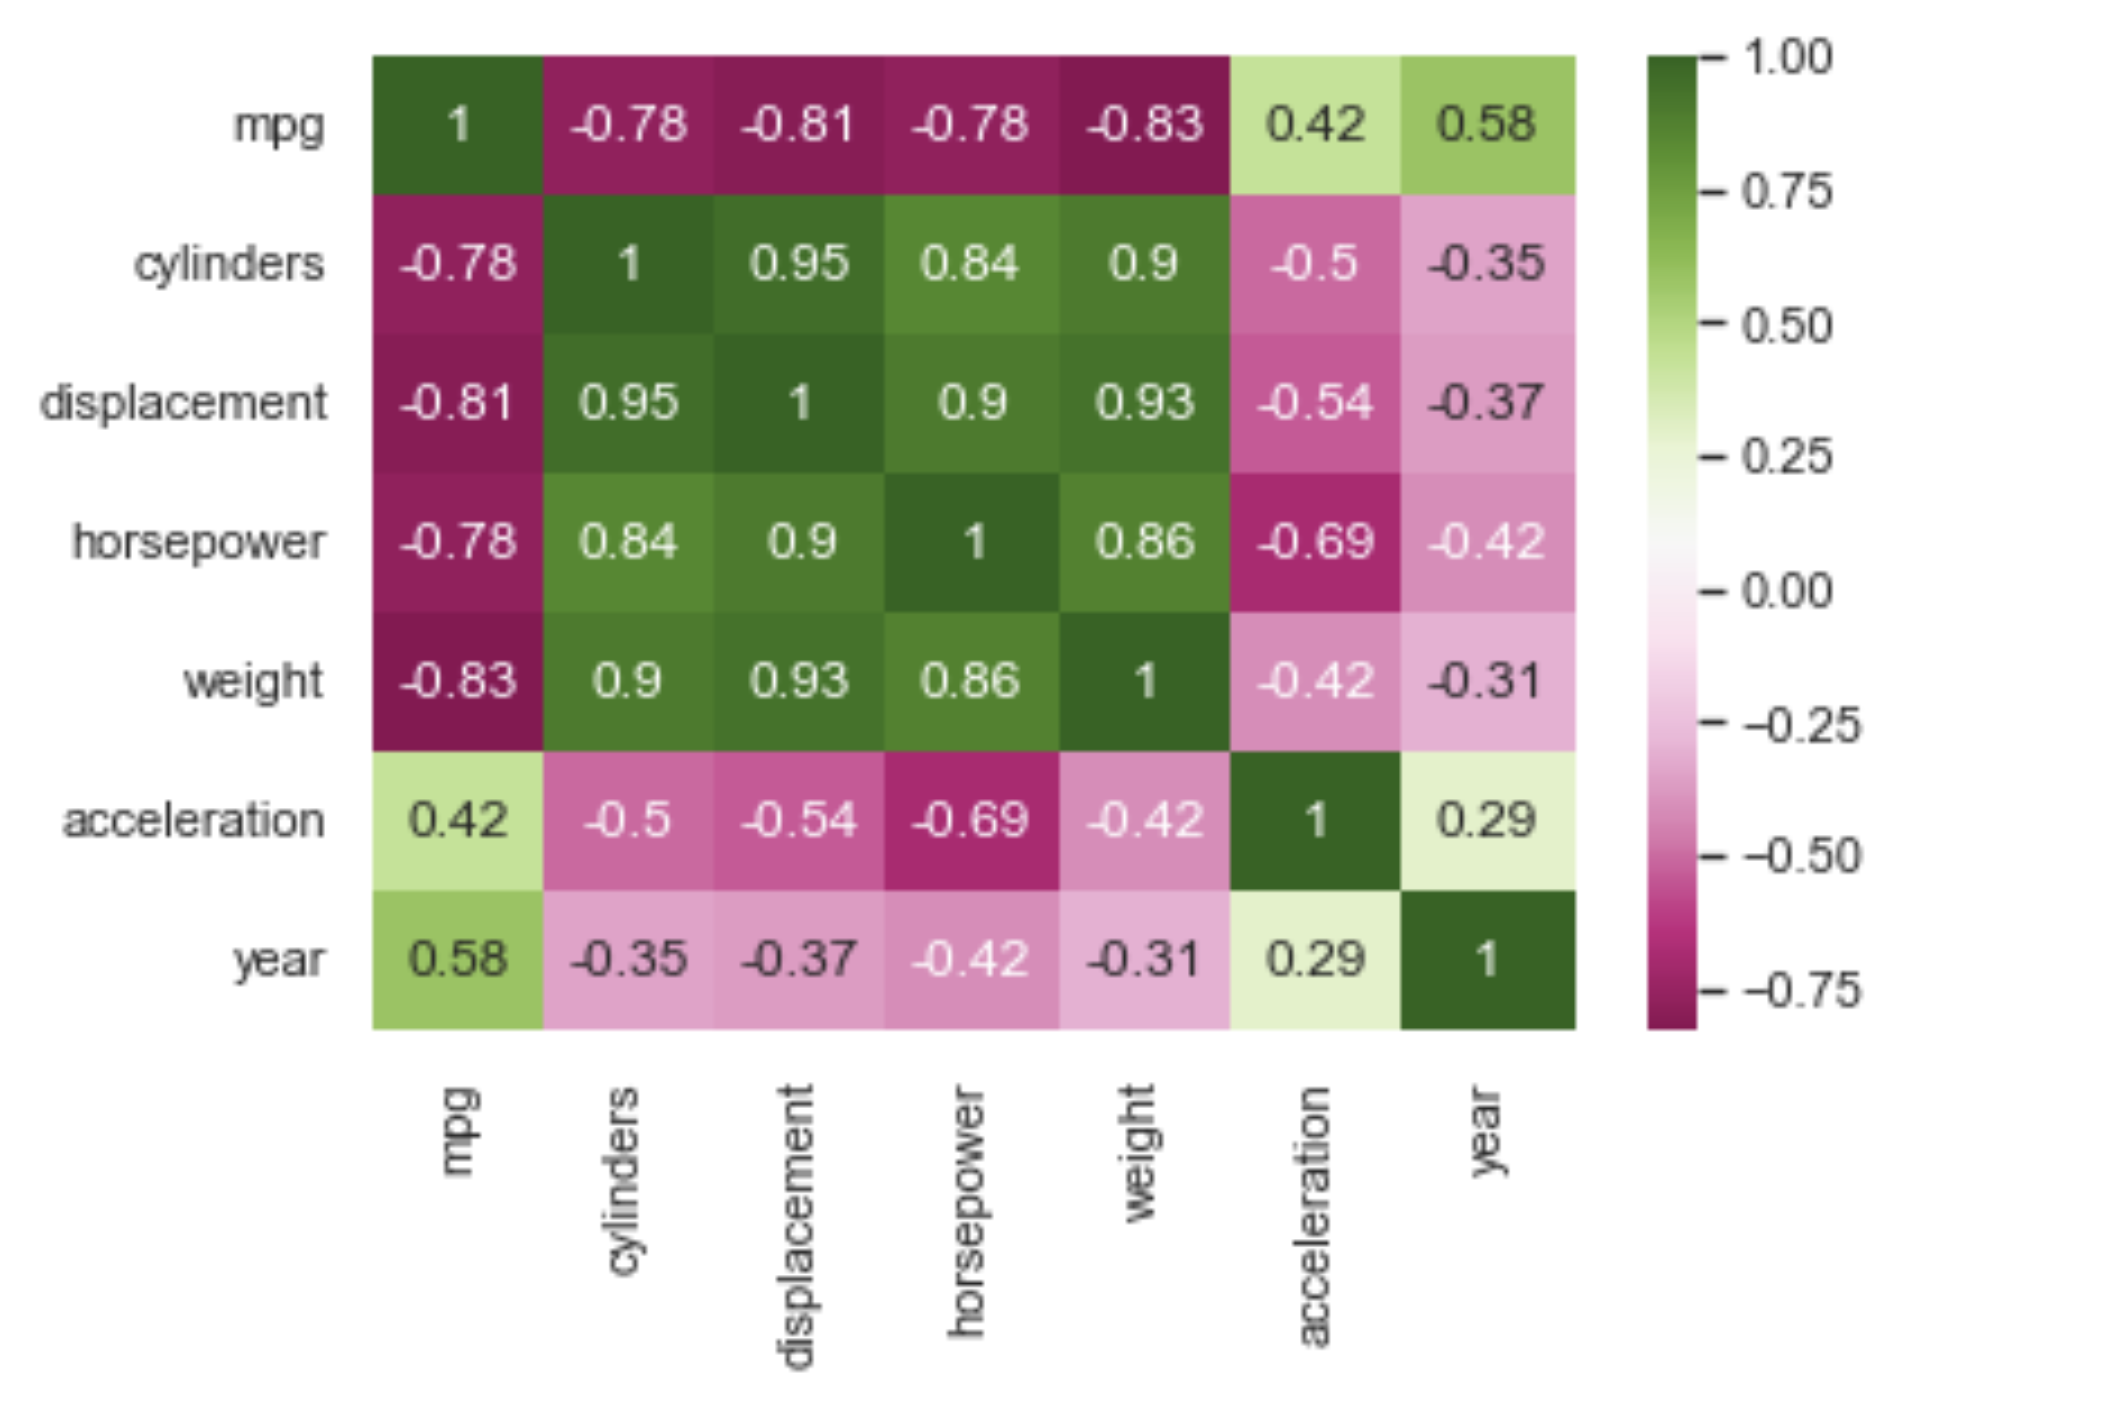 mpg 1 -0.78 -0.81 -0.78 -0.83 0.42 0.58
cylinders -0.78 1 0.95 0.84 0.9 -0.5 -0.35
displacement -0.81 0.95 1 0.9 0.93 -0.54 -0.37
horsepower -0.78 0.84 0.9 1 0.86 -0.69 -0.42
weight -0.83 0.9 0.93 0.86 1 -0.42 -0.31
acceleration 0.42 -0.5 -0.54 -0.69 -0.42 1 0.29
year 0.58 -0.35 -0.37 -0.42 -0.31 0.29 1
mpg
cylinders
displacement
horsepower
weight
acceleration
year
1.00
0.75
0.50
0.25
0.00
−0.25
−0.50
−0.75